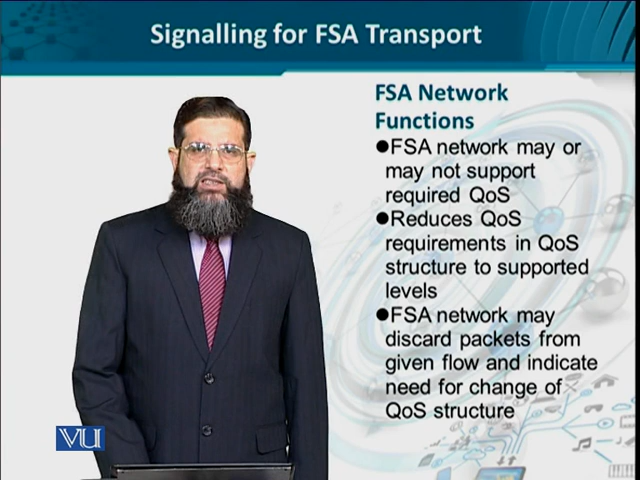 Signalling for FSA Transport
FSA Network
Functions
●FSA network may or
may not support
required QoS
●Reduces QoS
requirements in QoS
structure to supported
levels
●FSA network may
discard packets from
given flow and indicate
need for change of
QoS structure
VU